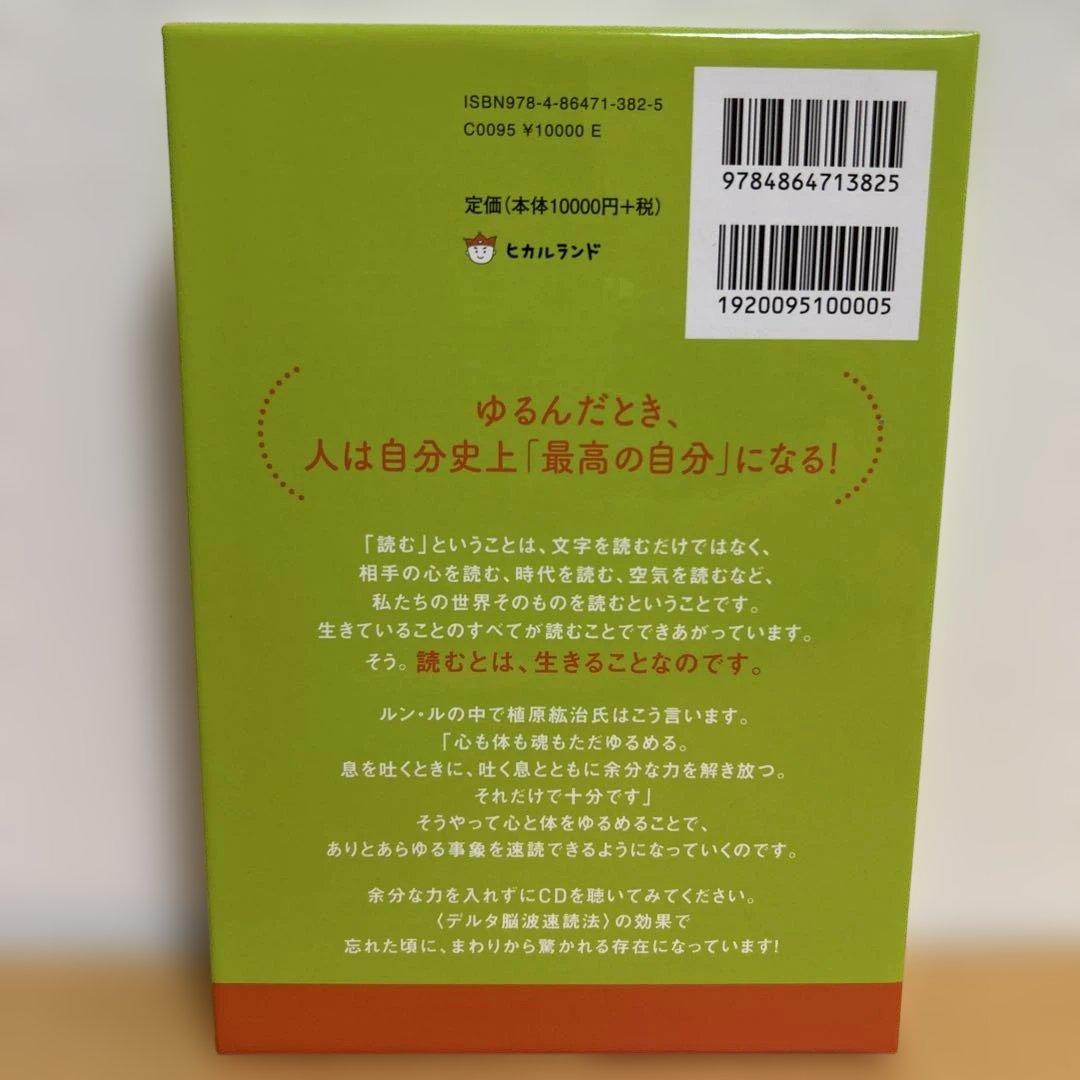 ISBN978-4-86471-382-5
C0095 ¥10000 E
定価(本体10000円+税)
ヒカルランド
9784864713825
1920095100005
ゆるんだとき、
人は自分史上「最高の自分」になる!
「読む」ということは、文字を読むだけではなく、
相手の心を読む、時代を読む、空気を読むなど、
私たちの世界そのものを読むということです。
生きていることのすべてが読むことでできあがっています。
そう。読むとは、生きることなのです。
ルン・ルの中で植原紘治氏はこう言います。
「心も体も魂もただゆるめる。
息を吐くときに、吐く息とともに余分な力を解き放つ。
それだけで十分です」
そうやって心と体をゆるめることで、
ありとあらゆる事象を速読できるようになっていくのです。
余分な力を入れずにCDを聴いてみてください。
〈デルタ脳波速読法〉の効果で
忘れた頃に、まわりから驚かれる存在になっています!